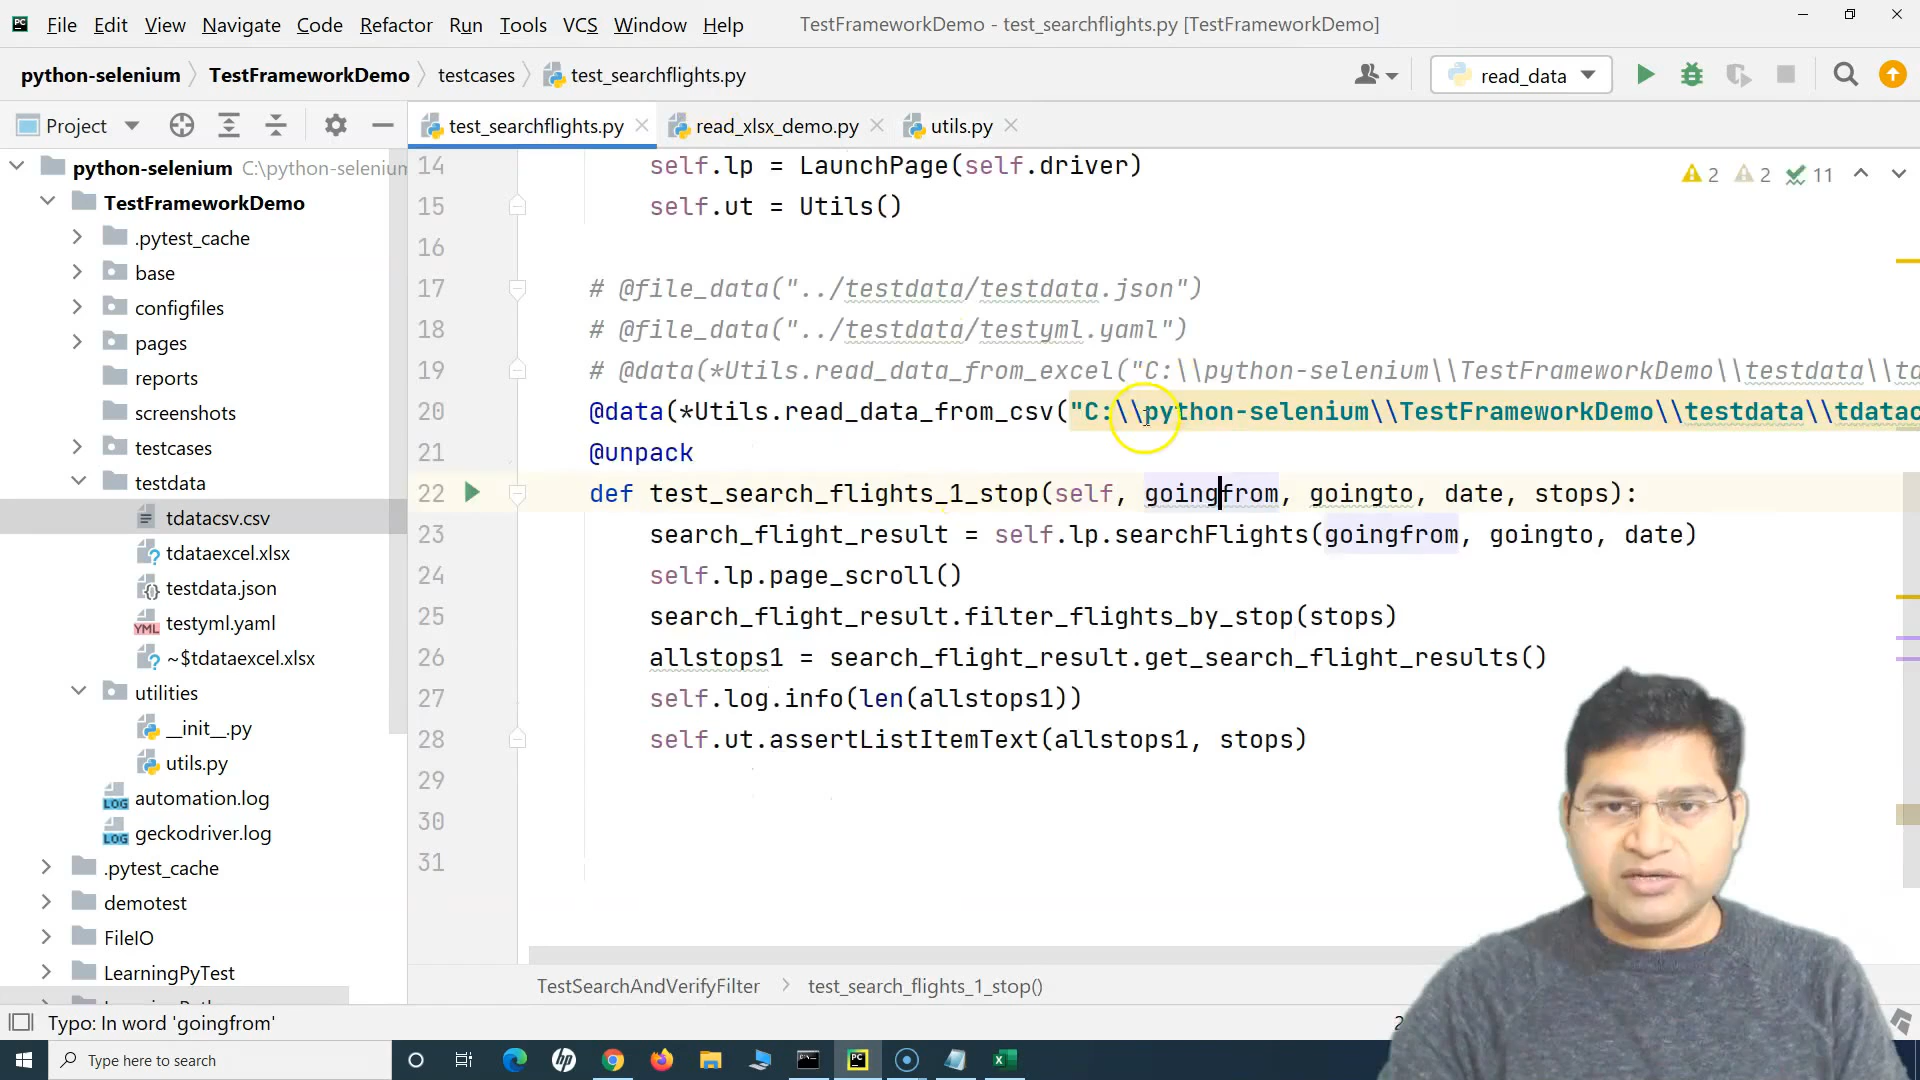 File Edit View Navigate Code Refactor Run Tools VCS Window Help TestFrameworkDemo - test_searchflights.py [TestFrameworkDemo]
python-selenium TestFrameworkDemo testcases test_searchflights.py read_data
Project test_searchflights.py read_xlsx_demo.py utils.py
python-selenium C:\python-selenium
TestFrameworkDemo
.pytest_cache
base
configfiles
pages
reports
screenshots
testcases
testdata
tdatacsv.csv
tdataexcel.xlsx
testdata.json
testyml.yaml
~$tdataexcel.xlsx
utilities
__init__.py
utils.py
automation.log
geckodriver.log
.pytest_cache
demotest
FileIO
LearningPyTest
2 2 11
14 self.lp = LaunchPage(self.driver)
15 self.ut = Utils()
16
17 # @file_data("../testdata/testdata.json")
18 # @file_data("../testdata/testyml.yaml")
19 # @data(*Utils.read_data_from_excel("C:\\python-selenium\\TestFrameworkDemo\\testdata\\td
20 @data(*Utils.read_data_from_csv("C:\\python-selenium\\TestFrameworkDemo\\testdata\\tdatac
21 @unpack
22 def test_search_flights_1_stop(self, goingfrom, goingto, date, stops):
23 search_flight_result = self.lp.searchFlights(goingfrom, goingto, date)
24 self.lp.page_scroll()
25 search_flight_result.filter_flights_by_stop(stops)
26 allstops1 = search_flight_result.get_search_flight_results()
27 self.log.info(len(allstops1))
28 self.ut.assertListItemText(allstops1, stops)
29
30
31
TestSearchAndVerifyFilter test_search_flights_1_stop()
Typo: In word 'goingfrom'
Type here to search